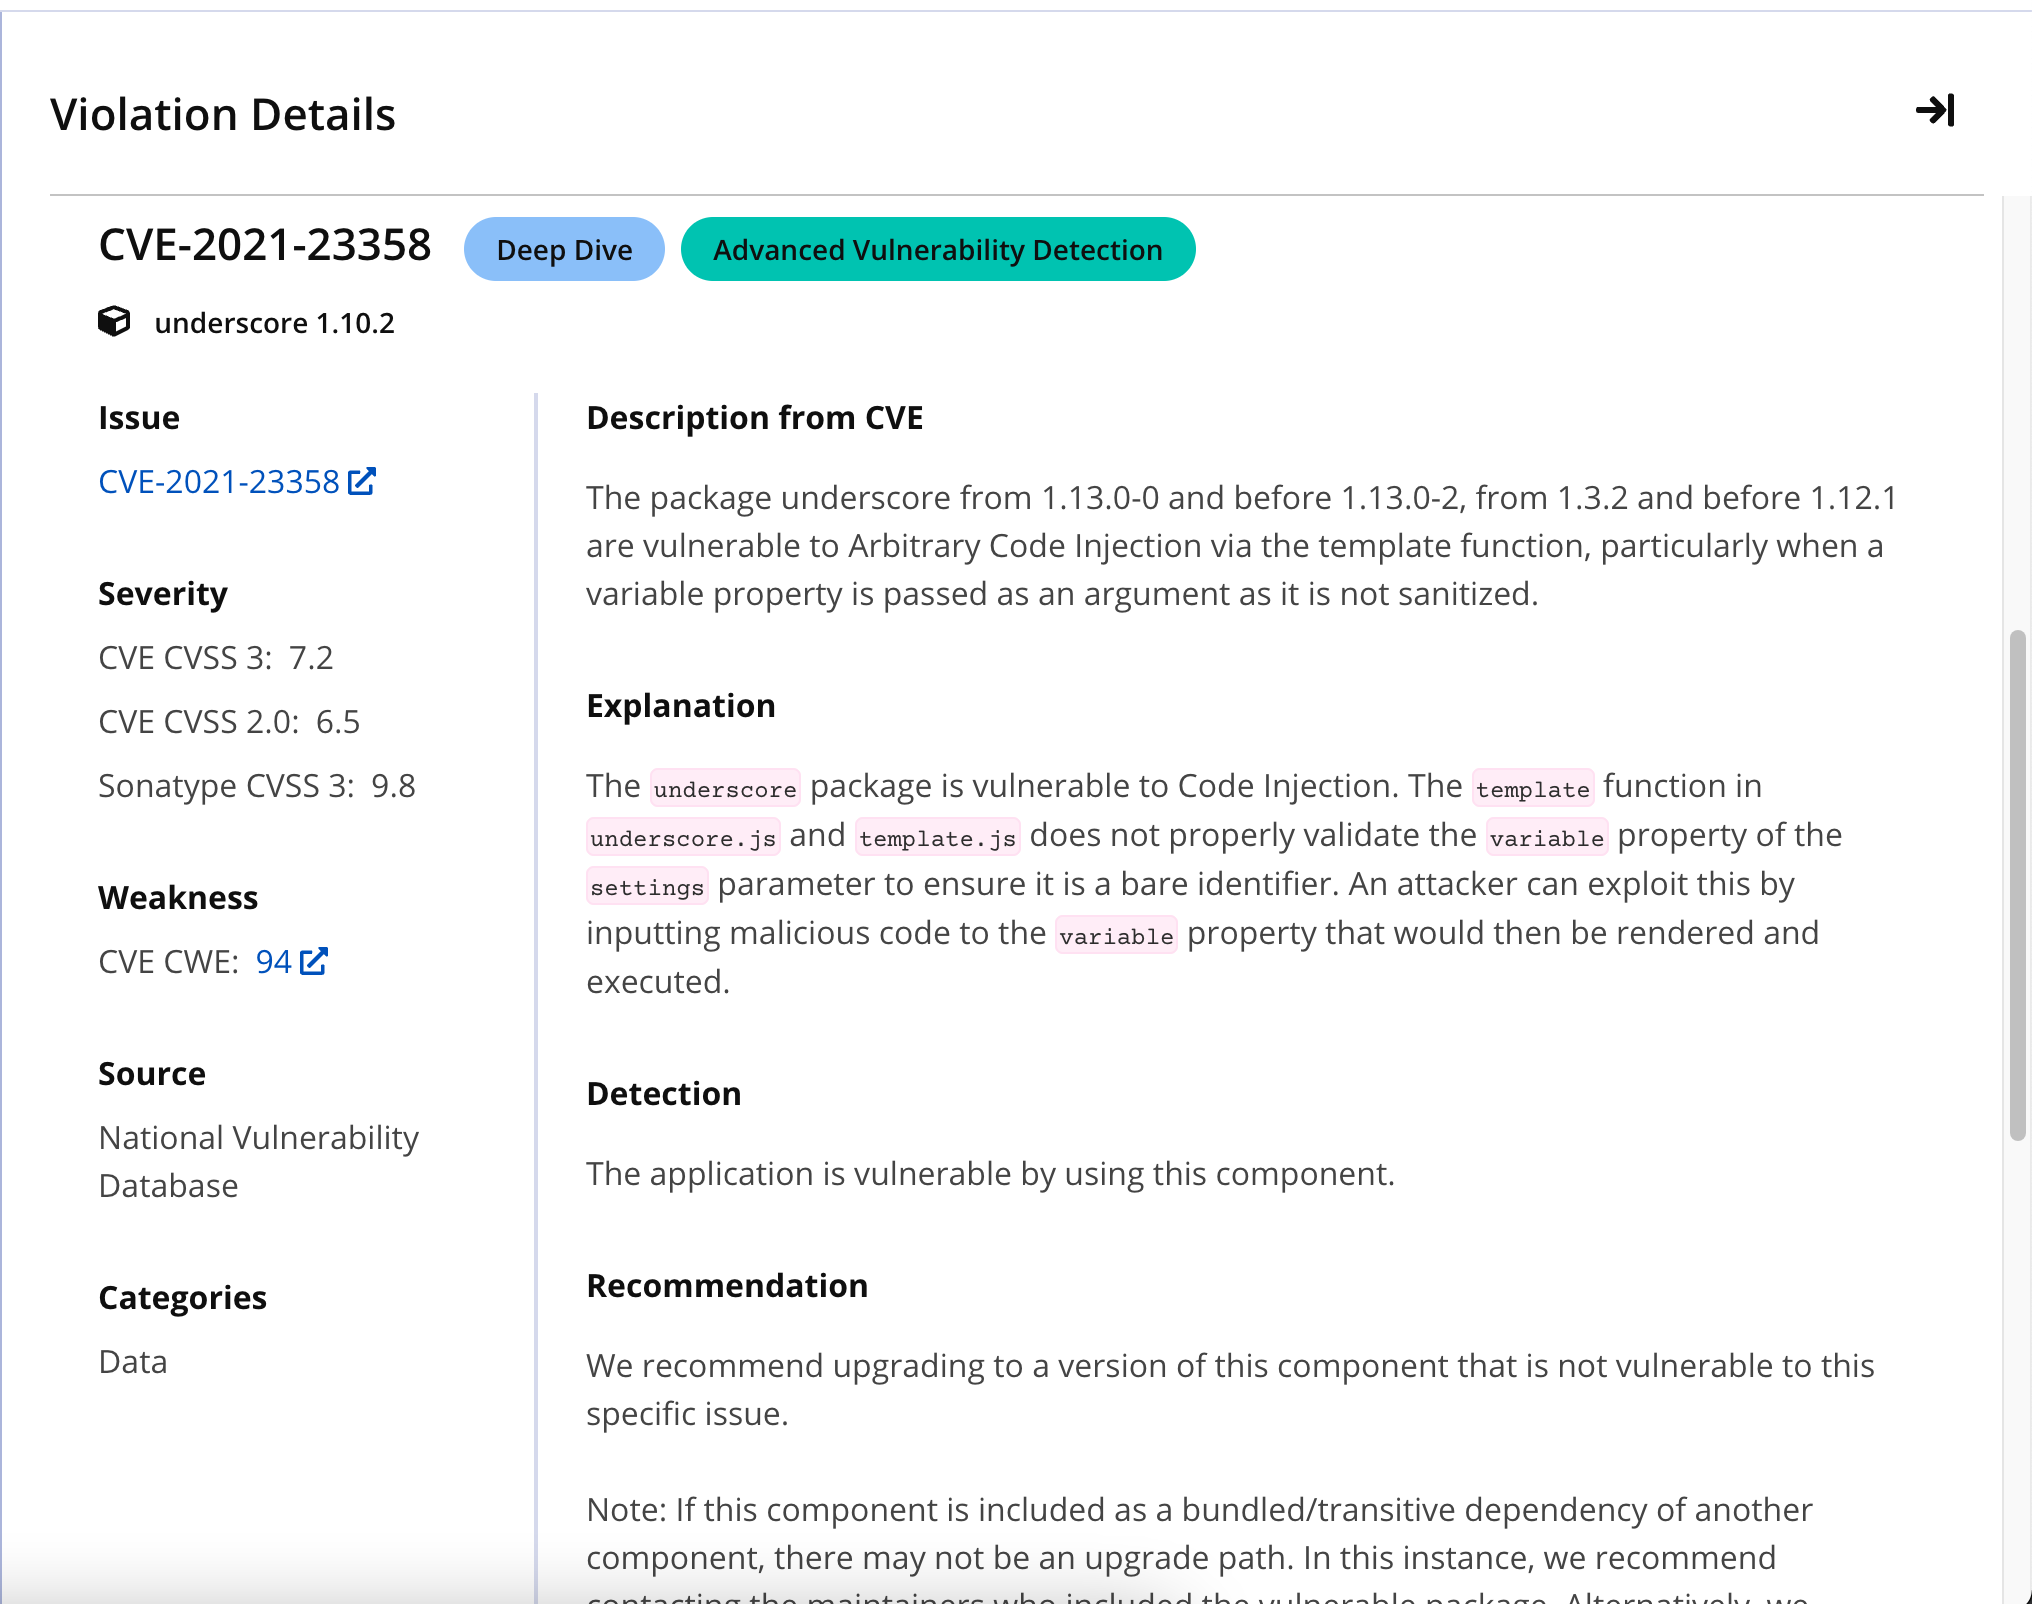 Violation Details
CVE-2021-23358 Deep Dive Advanced Vulnerability Detection
underscore 1.10.2
Issue
CVE-2021-23358
Severity
CVE CVSS 3: 7.2
CVE CVSS 2.0: 6.5
Sonatype CVSS 3: 9.8
Weakness
CVE CWE: 94
Source
National Vulnerability
Database
Categories
Data
Description from CVE
The package underscore from 1.13.0-0 and before 1.13.0-2, from 1.3.2 and before 1.12.1
are vulnerable to Arbitrary Code Injection via the template function, particularly when a
variable property is passed as an argument as it is not sanitized.
Explanation
The underscore package is vulnerable to Code Injection. The template function in
underscore.js and template.js does not properly validate the variable property of the
settings parameter to ensure it is a bare identifier. An attacker can exploit this by
inputting malicious code to the variable property that would then be rendered and
executed.
Detection
The application is vulnerable by using this component.
Recommendation
We recommend upgrading to a version of this component that is not vulnerable to this
specific issue.
Note: If this component is included as a bundled/transitive dependency of another
component, there may not be an upgrade path. In this instance, we recommend
contacting the maintainers who included the vulnerable package. Alternatively, we